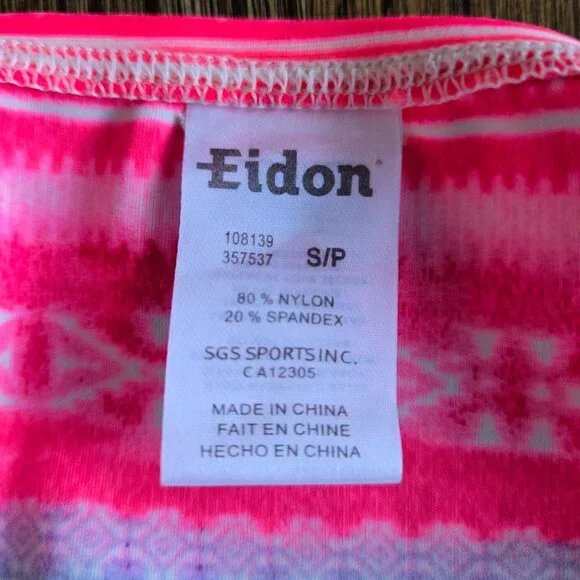 Eidon
108139
357537 S/P
80 % NYLON
20 % SPANDEX
SGS SPORTS INC.
CA12305
MADE IN CHINA
FAIT EN CHINE
HECHO EN CHINA